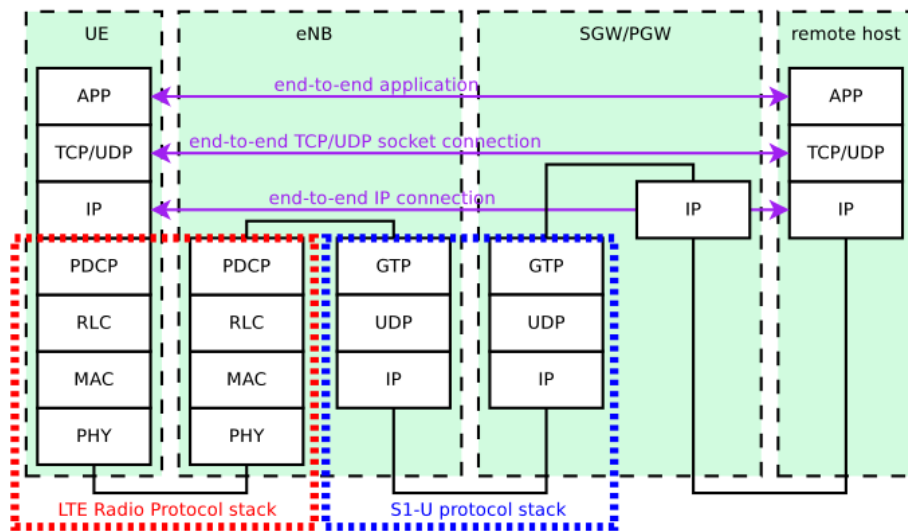 UE
eNB
SGW/PGW
remote host
APP
end-to-end application
APP
TCP/UDP
end-to-end TCP/UDP socket connection
TCP/UDP
IP
end-to-end IP connection
IP
IP
PDCP
PDCP
GTP
GTP
RLC
RLC
UDP
UDP
MAC
MAC
IP
IP
PHY
PHY
LTE Radio Protocol stack
S1-U protocol stack